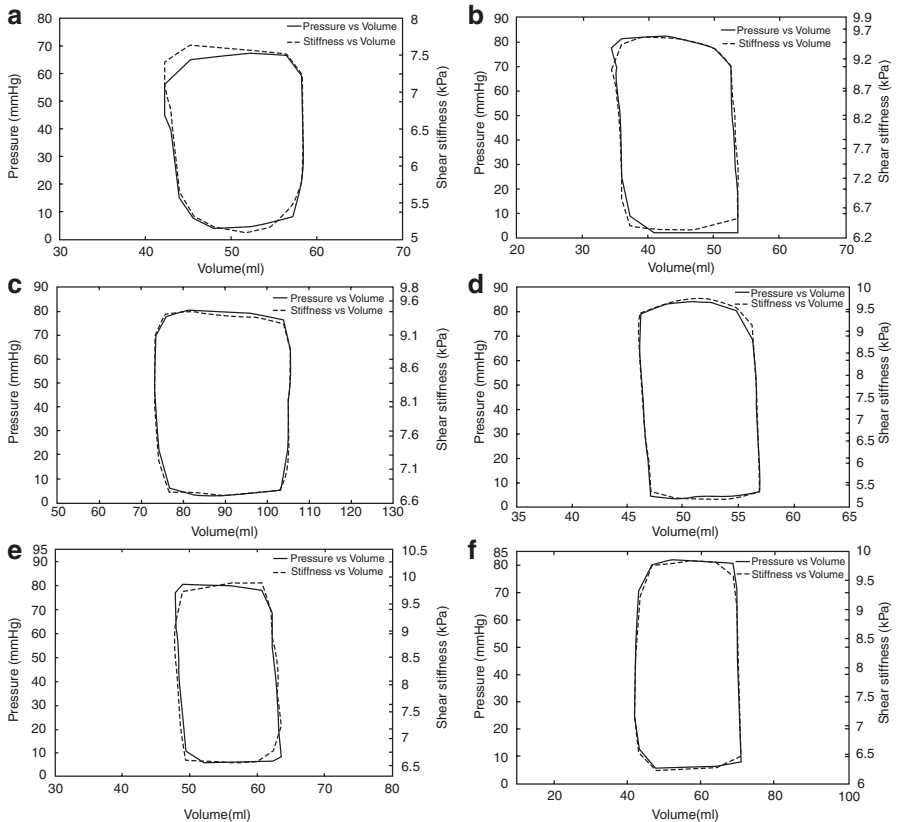 a
80
70
60
50
40
30
20
10
0
30 40 50 60 70
8
7.5
7
6.5
6
5.5
5
Pressure (mmHg)
Shear stiffness (kPa)
Volume(ml)
Pressure vs Volume
Stiffness vs Volume
b
90
80
70
60
50
40
30
20
10
0
20 30 40 50 60 70
9.9
9.7
9.2
8.7
8.2
7.7
7.2
6.7
6.2
Pressure (mmHg)
Shear stiffness (kPa)
Volume(ml)
Pressure vs Volume
Stiffness vs Volume
c
90
80
70
60
50
40
30
20
10
0
50 60 70 80 90 100 110 120 130
9.8
9.6
9.1
8.6
8.1
7.6
7.1
6.6
Pressure (mmHg)
Shear stiffness (kPa)
Volume(ml)
Pressure vs Volume
Stiffness vs Volume
d
90
80
70
60
50
40
30
20
10
0
35 40 45 50 55 60 65
10
9.5
9
8.5
8
7.5
7
6.5
6
5.5
5
Pressure (mmHg)
Shear stiffness (kPa)
Volume(ml)
Pressure vs Volume
Stiffness vs Volume
e
95
80
70
60
50
40
30
20
10
0
30 40 50 60 70 80
10.5
10
9.5
9
8.5
8
7.5
7
6.5
Pressure (mmHg)
Shear stiffness (kPa)
Volume(ml)
Pressure vs Volume
Stiffness vs Volume
f
85
80
70
60
50
40
30
20
10
0
20 40 60 80 100
10
9.5
9
8.5
8
7.5
7
6.5
6
Pressure (mmHg)
Shear stiffness (kPa)
Volume(ml)
Pressure vs Volume
Stiffness vs Volume